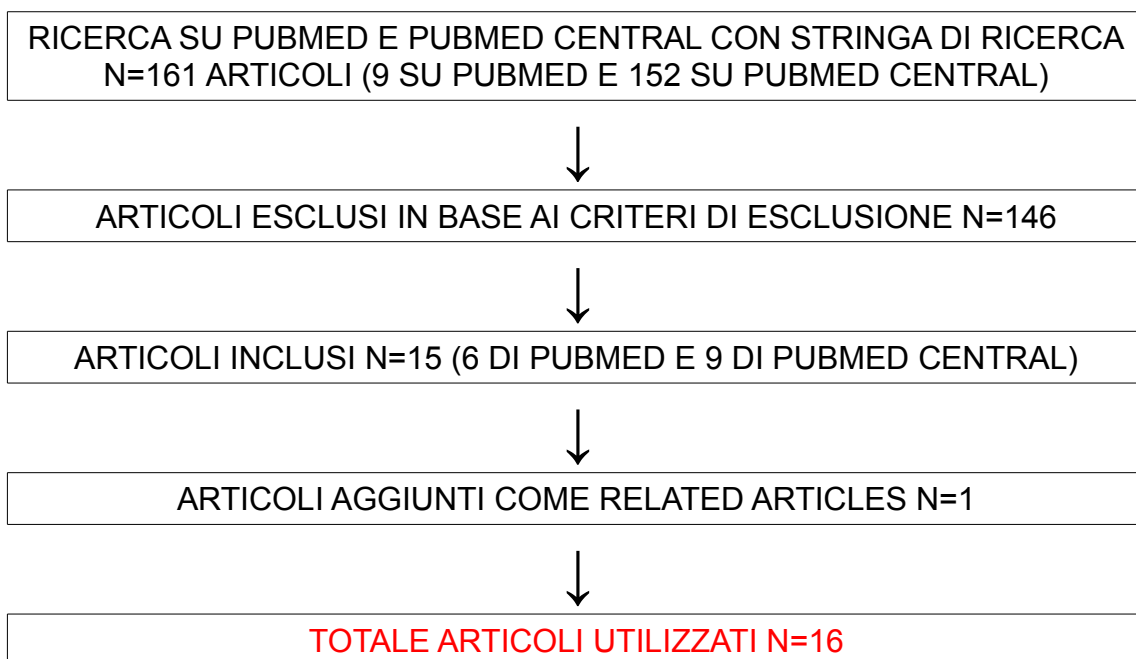 RICERCA SU PUBMED E PUBMED CENTRAL CON STRINGA DI RICERCA
N=161 ARTICOLI (9 SU PUBMED E 152 SU PUBMED CENTRAL)
ARTICOLI ESCLUSI IN BASE AI CRITERI DI ESCLUSIONE N=146
ARTICOLI INCLUSI N=15 (6 DI PUBMED E 9 DI PUBMED CENTRAL)
ARTICOLI AGGIUNTI COME RELATED ARTICLES N=1
TOTALE ARTICOLI UTILIZZATI N=16